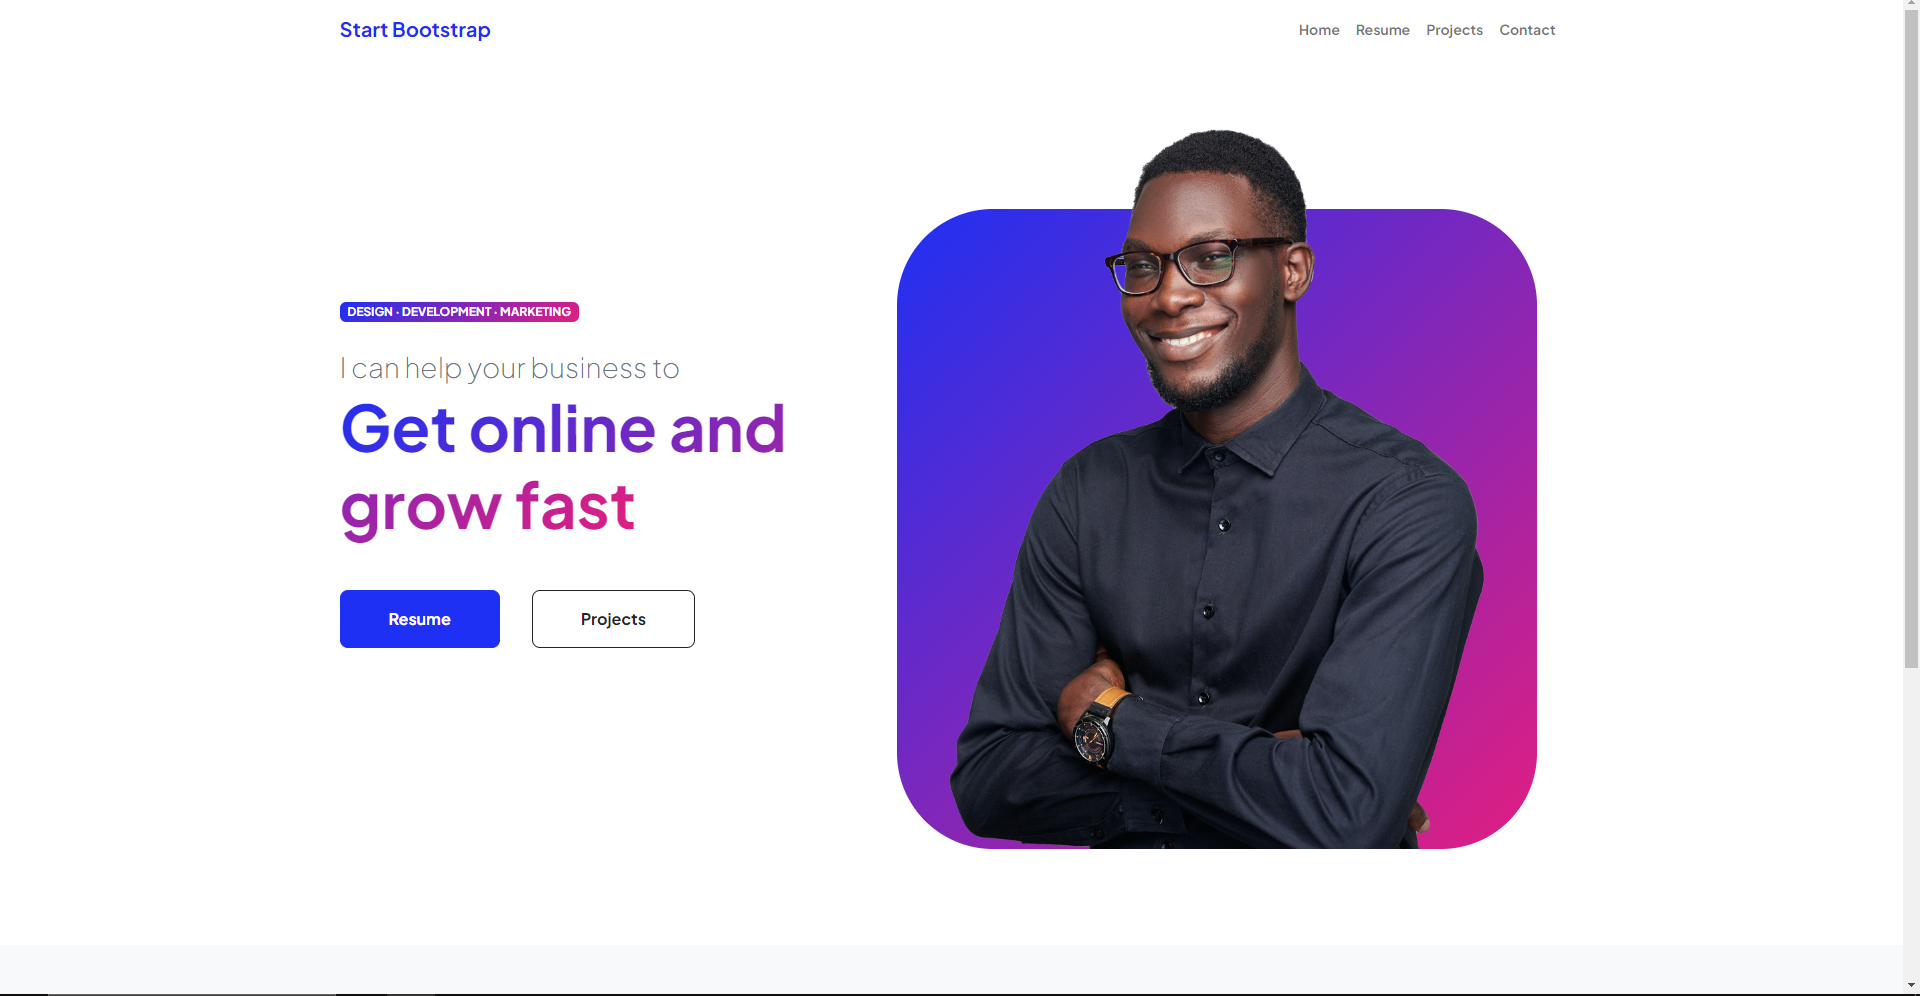 Start Bootstrap
Home Resume Projects Contact
DESIGN · DEVELOPMENT · MARKETING
I can help your business to
Get online and
grow fast
Resume Projects